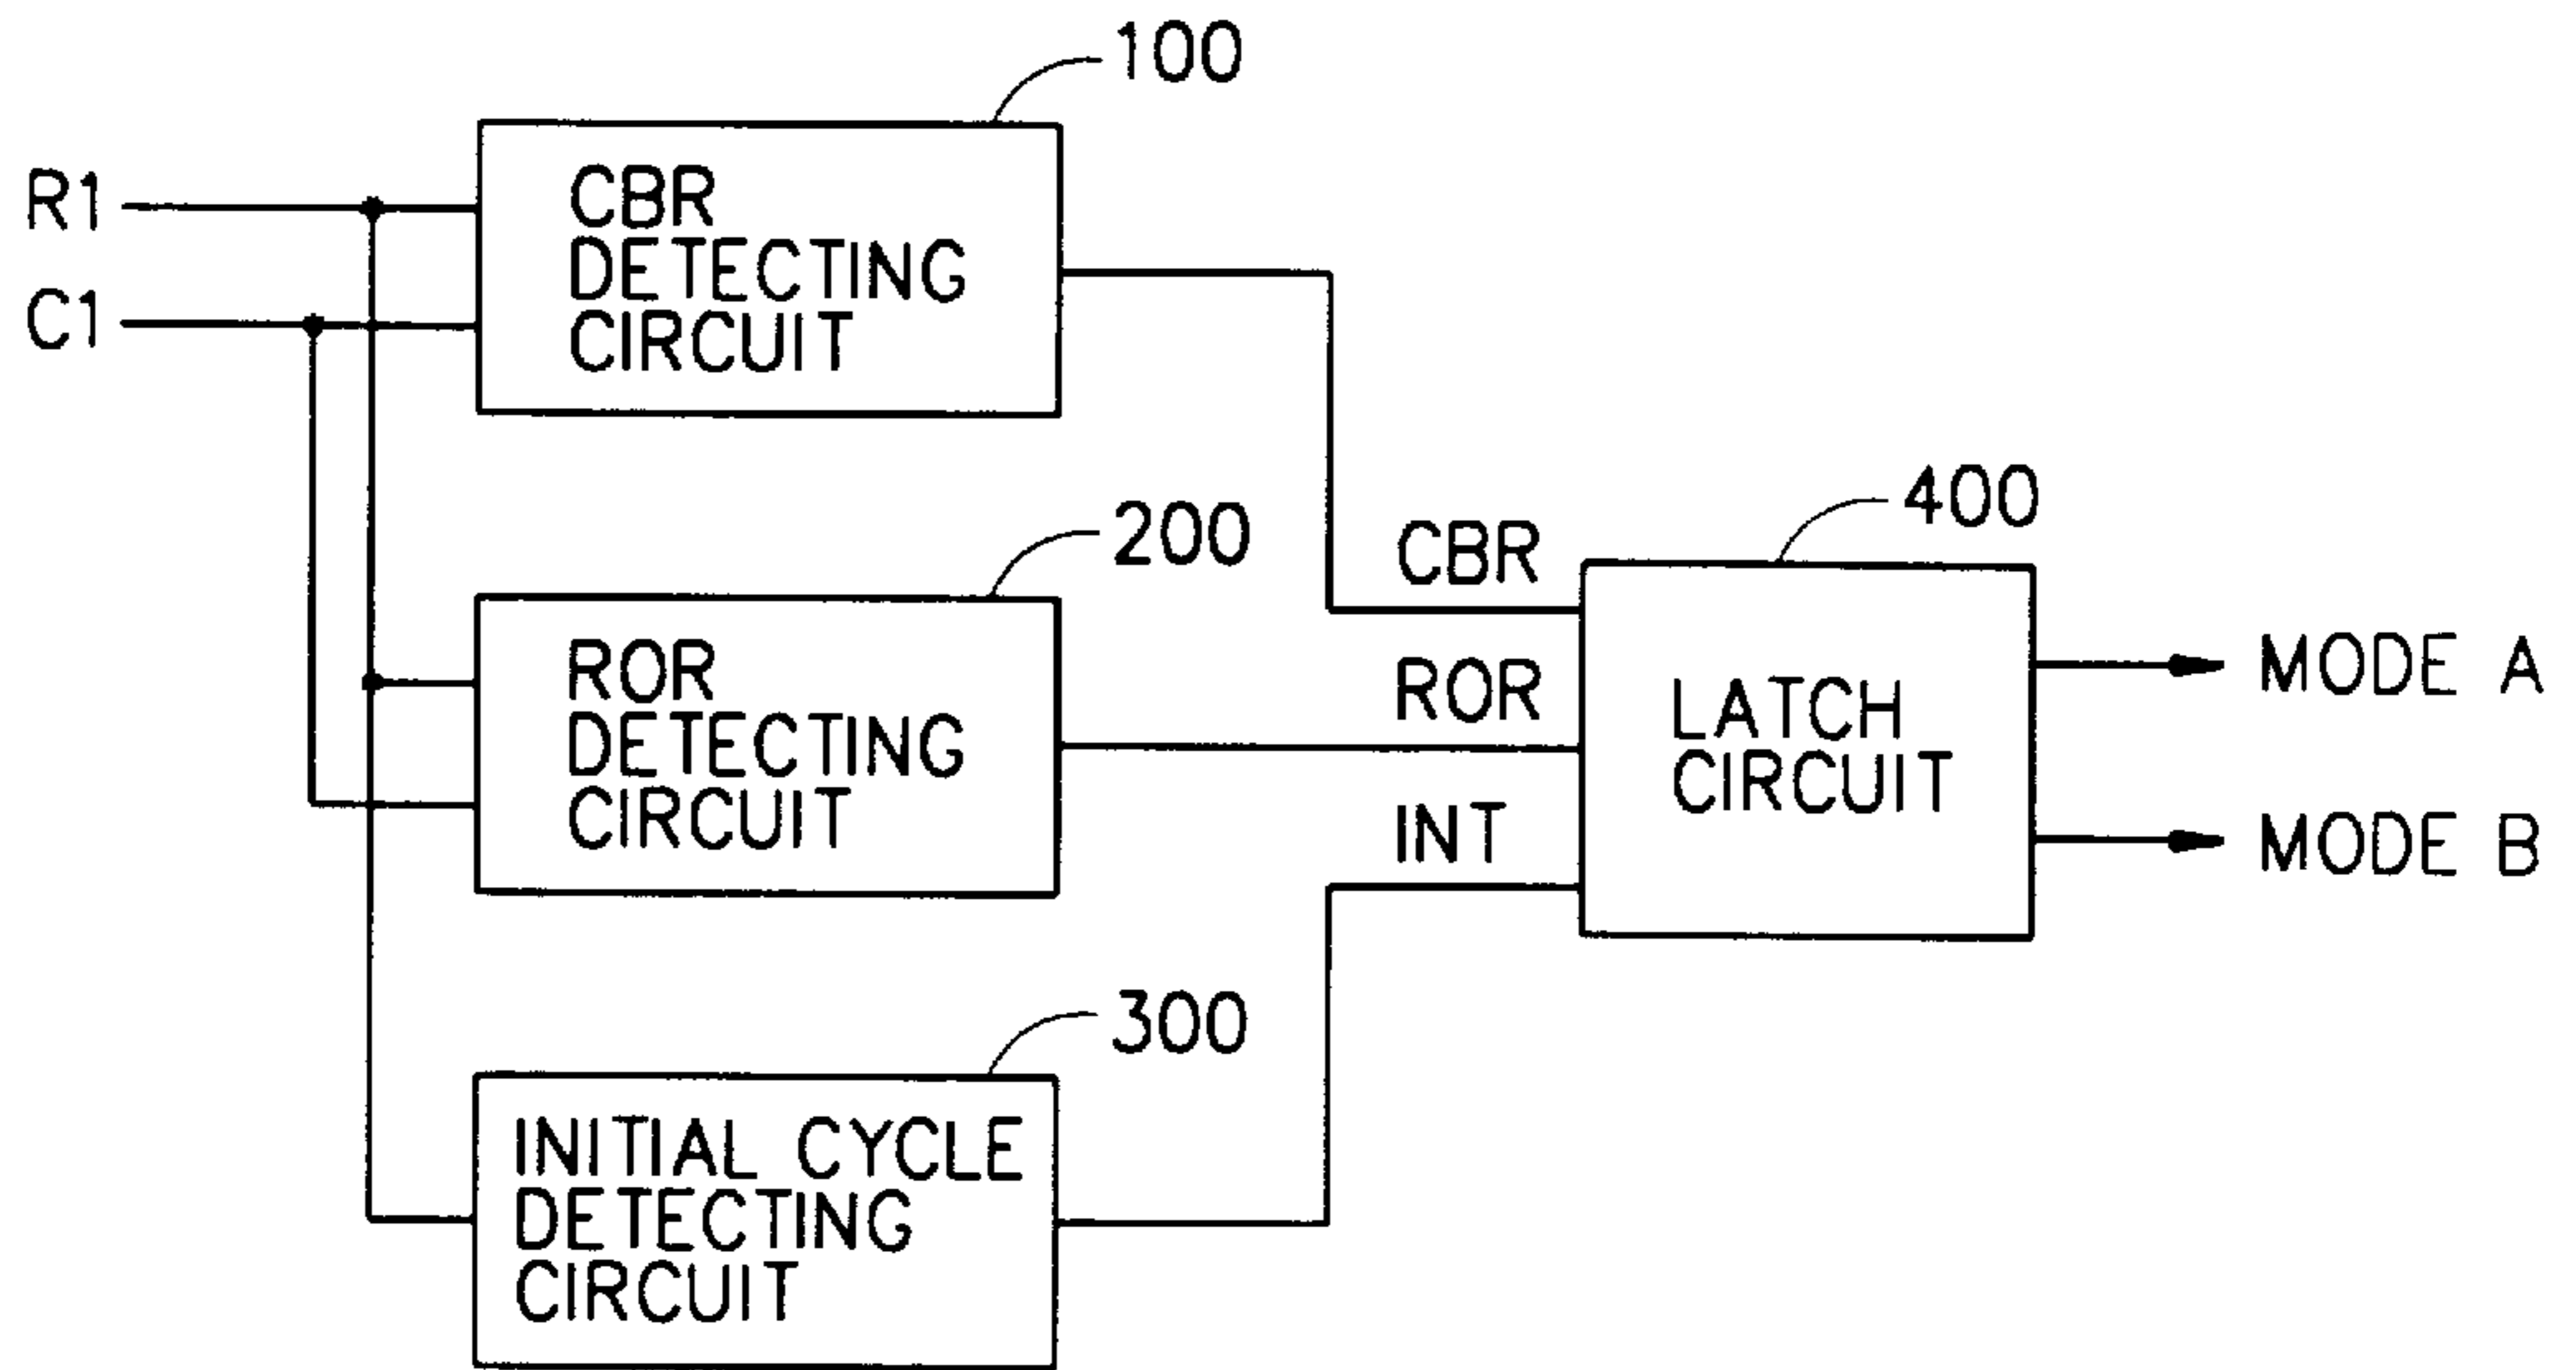 100
R1
C1
CBR
DETECTING
CIRCUIT
200
ROR
DETECTING
CIRCUIT
300
INITIAL CYCLE
DETECTING
CIRCUIT
CBR
ROR
INT
400
LATCH
CIRCUIT
MODE A
MODE B